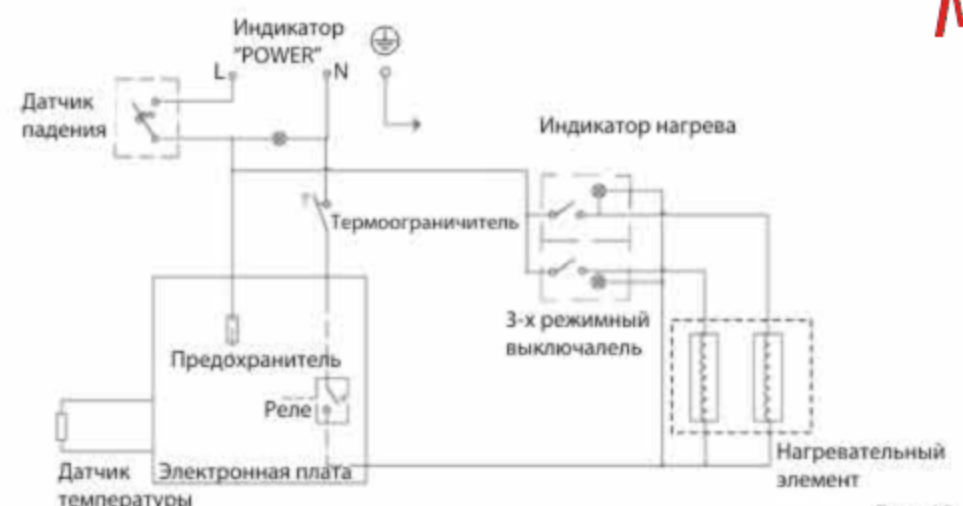 Индикатор
"POWER"
L
N
Датчик
падения
Индикатор нагрева
Термоограничитель
3-х режимный
выключалель
Предохранитель
Реле
Нагревательный
элемент
Датчик
температуры
Электронная плата